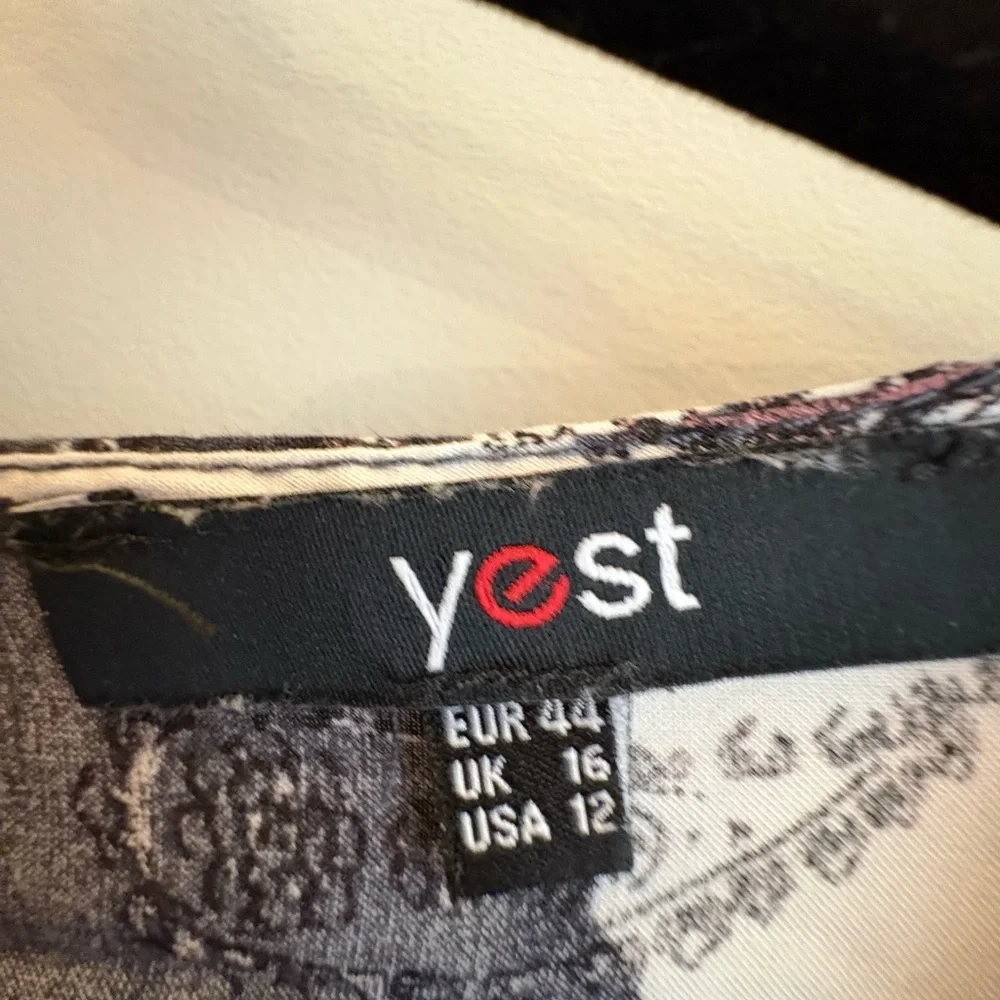 yest
EUR 44
UK 16
USA 12